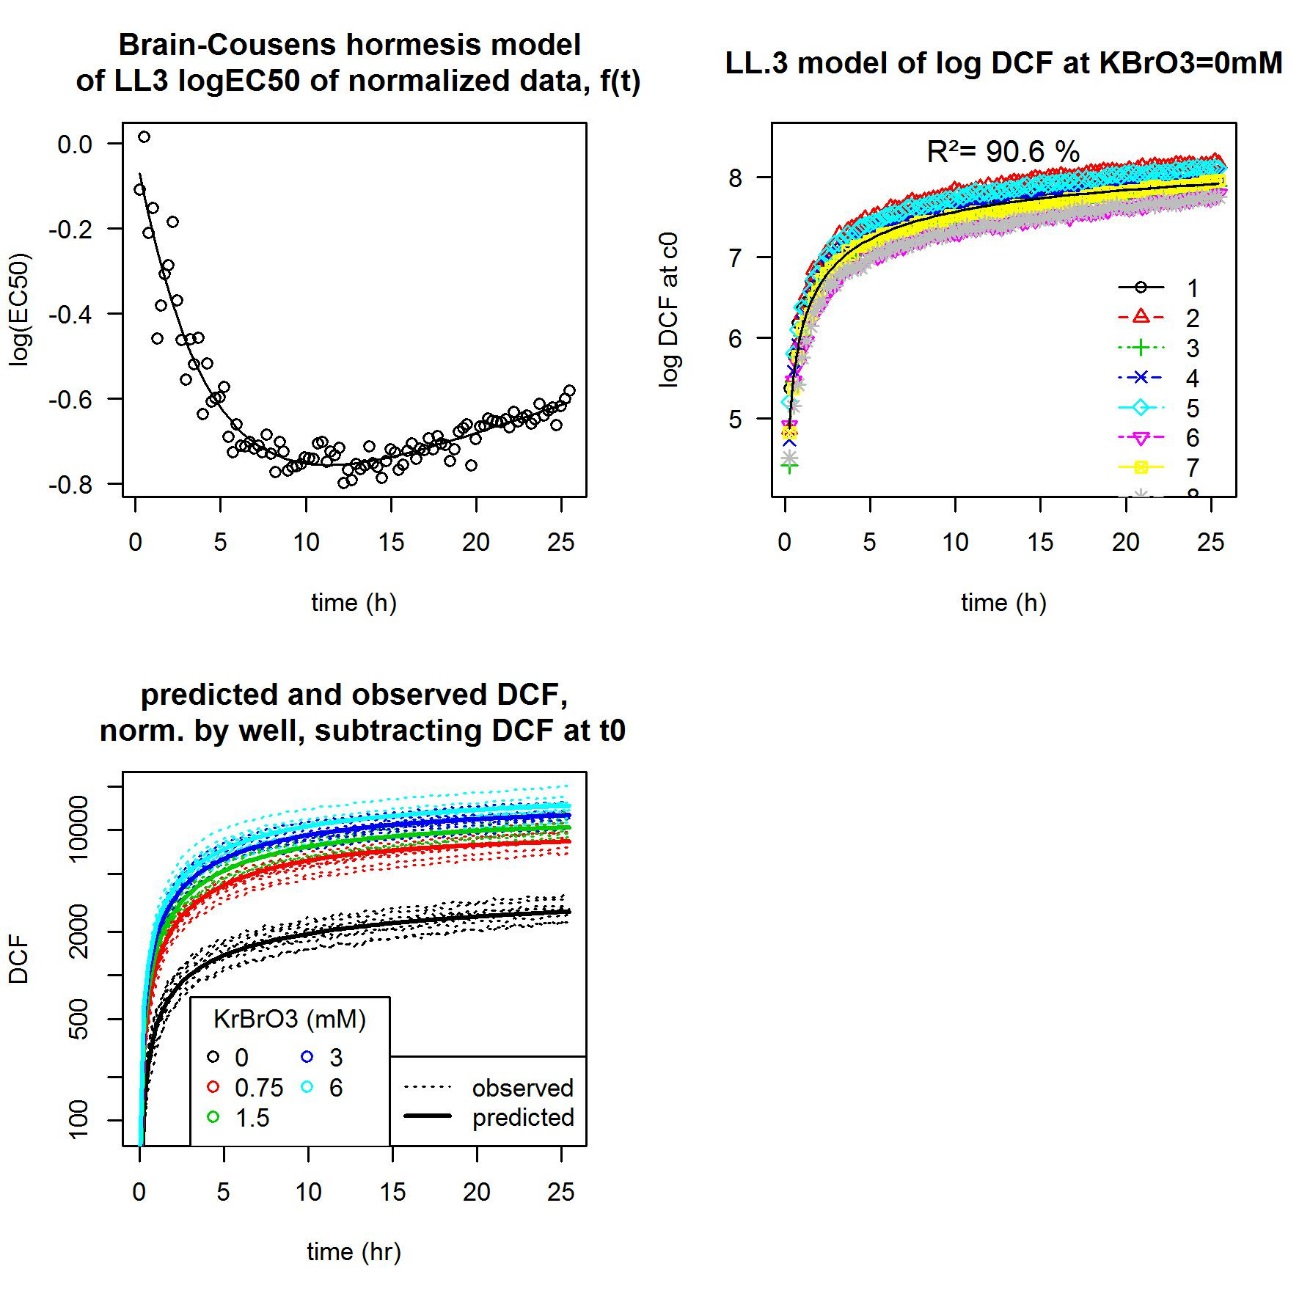 Brain-Cousens hormesis model
of LL3 logEC50 of normalized data, f(t)
log(EC50)
0.0
-0.2
-0.4
-0.6
-0.8
0 5 10 15 20 25
time (h)
LL.3 model of log DCF at KBrO3=0mM
R²= 90.6 %
log DCF at c0
8
7
6
5
1
2
3
4
5
6
7
8
0 5 10 15 20 25
time (h)
predicted and observed DCF,
norm. by well, subtracting DCF at t0
DCF
10000
2000
500
100
KrBrO3 (mM)
0 3
0.75 6
1.5
observed
predicted
0 5 10 15 20 25
time (hr)